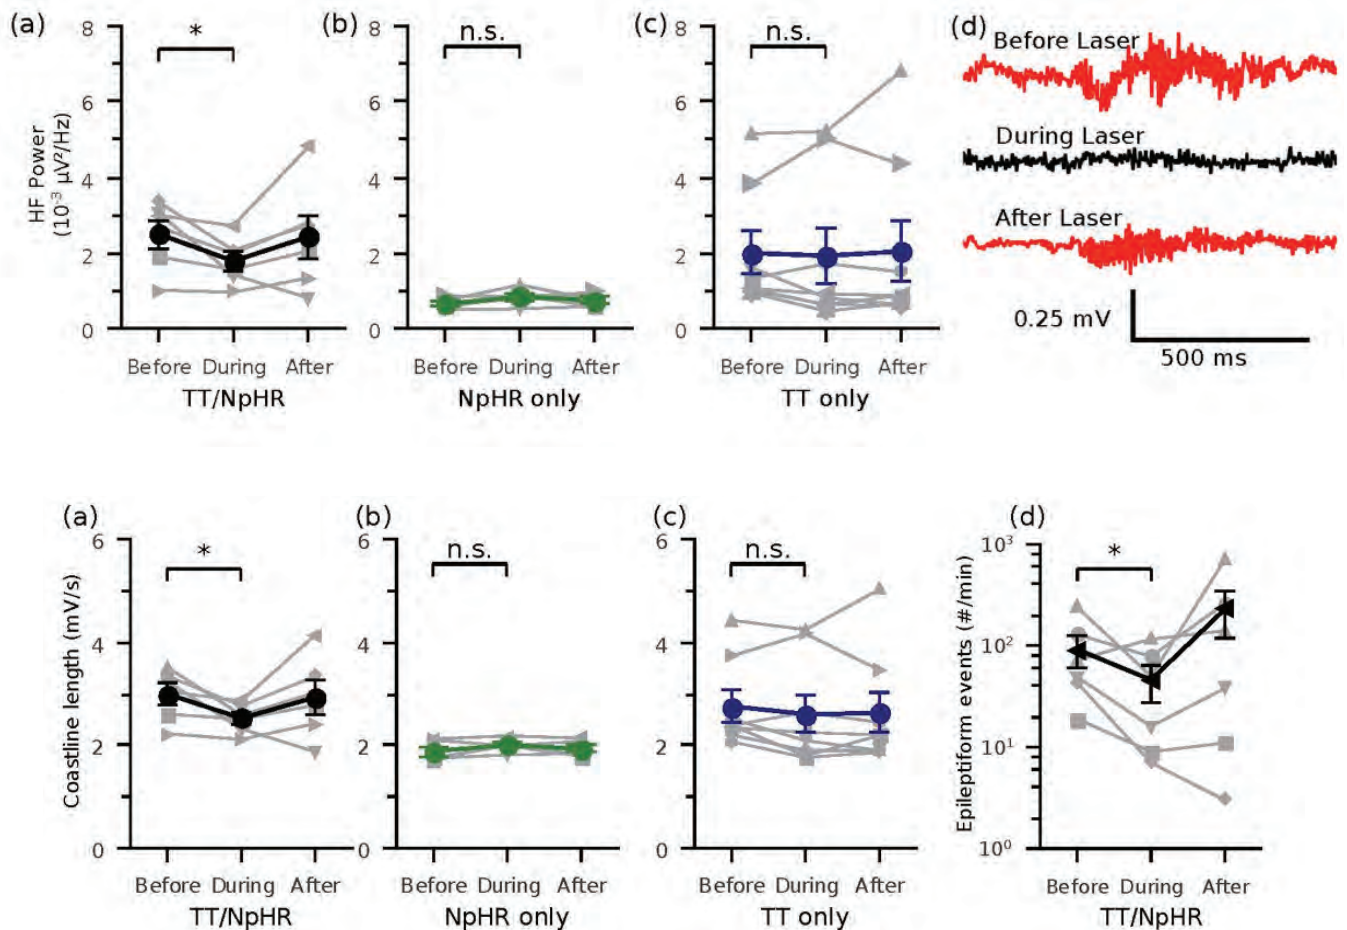 (a)
HF Power
(10⁻³ µV²/Hz)
8
6
4
2
0
*
Before During After
TT/NpHR
(b)
8
6
4
2
0
n.s.
Before During After
NpHR only
(c)
8
6
4
2
0
n.s.
Before During After
TT only
(d)
Before Laser
During Laser
After Laser
0.25 mV
500 ms
(a)
Coastline length (mV/s)
6
4
2
0
*
Before During After
TT/NpHR
(b)
6
4
2
0
n.s.
Before During After
NpHR only
(c)
6
4
2
0
n.s.
Before During After
TT only
(d)
Epileptiform events (#/min)
10³
10²
10¹
10⁰
*
Before During After
TT/NpHR